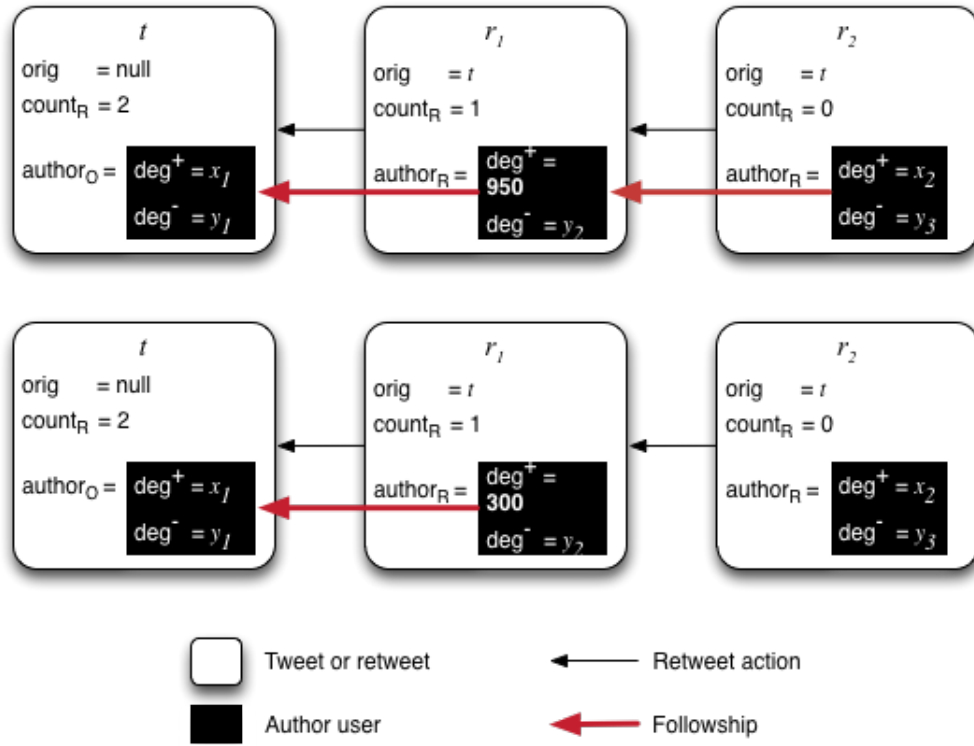 t
orig = null
count_R = 2
author_O = deg^+ = x_1
deg^- = y_1
r_1
orig = t
count_R = 1
author_R = deg^+ =
950
deg^- = y_2
r_2
orig = t
count_R = 0
author_R = deg^+ = x_2
deg^- = y_3
t
orig = null
count_R = 2
author_O = deg^+ = x_1
deg^- = y_1
r_1
orig = t
count_R = 1
author_R = deg^+ =
300
deg^- = y_2
r_2
orig = t
count_R = 0
author_R = deg^+ = x_2
deg^- = y_3
Tweet or retweet
Retweet action
Author user
Followship